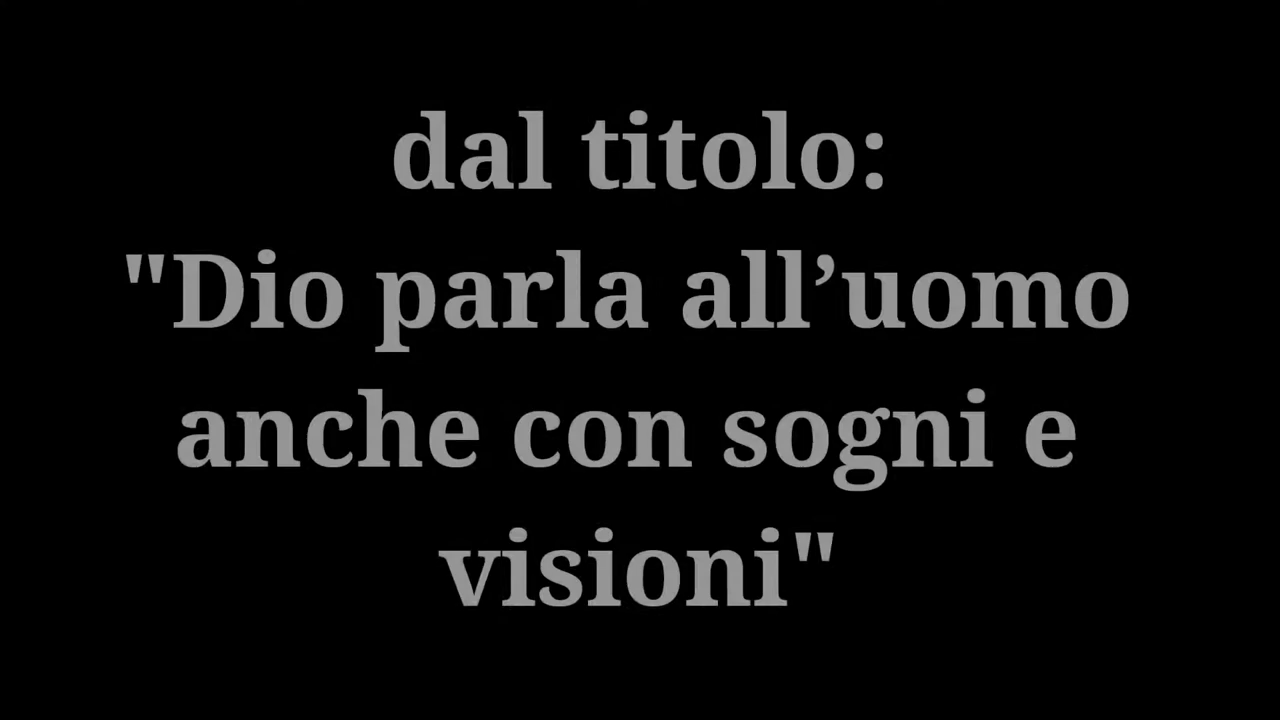 dal titolo:
"Dio parla all’uomo
anche con sogni e
visioni"